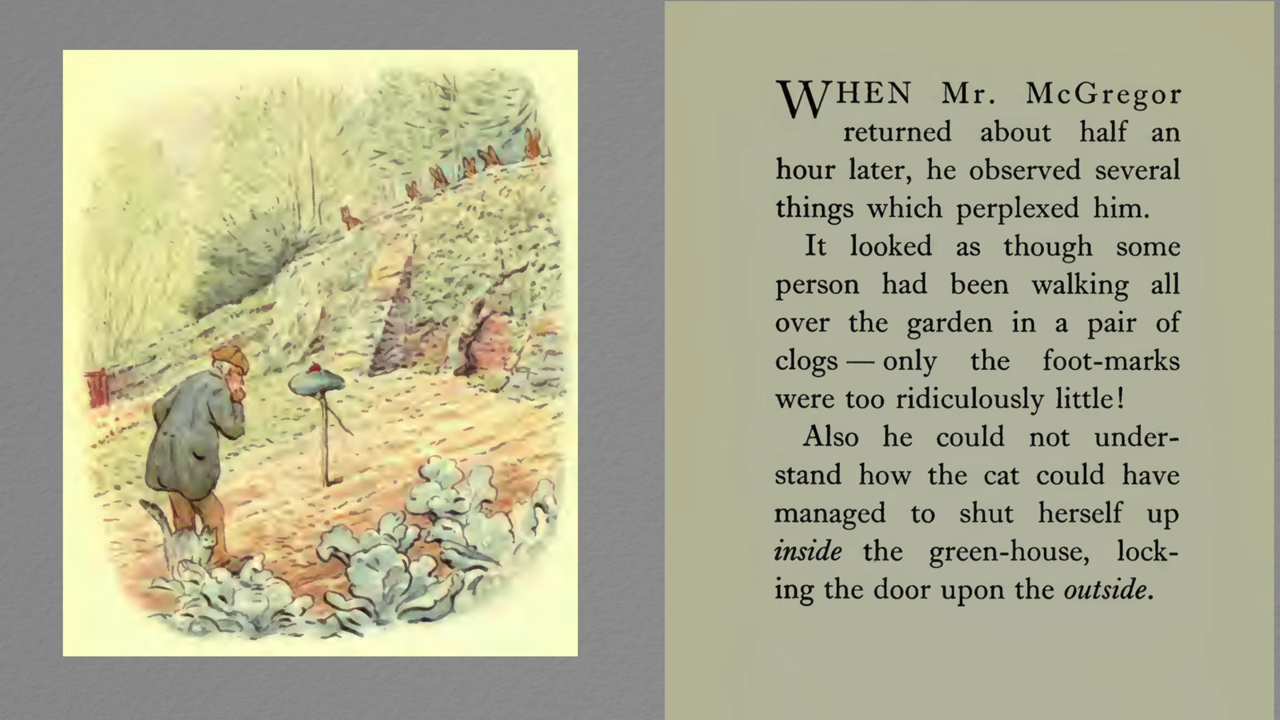 WHEN Mr. McGregor
returned about half an
hour later, he observed several
things which perplexed him.
It looked as though some
person had been walking all
over the garden in a pair of
clogs — only the foot-marks
were too ridiculously little!
Also he could not under-
stand how the cat could have
managed to shut herself up
inside the green-house, lock-
ing the door upon the outside.